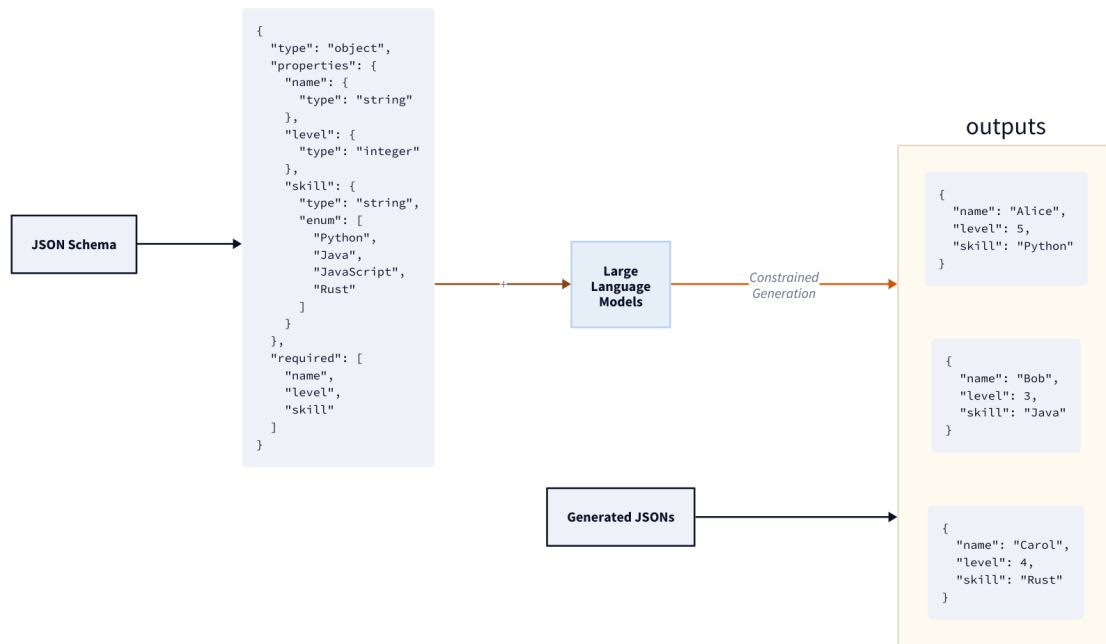 JSON Schema
{
  "type": "object",
  "properties": {
    "name": {
      "type": "string"
    },
    "level": {
      "type": "integer"
    },
    "skill": {
      "type": "string",
      "enum": [
        "Python",
        "Java",
        "JavaScript",
        "Rust"
      ]
    }
  },
  "required": [
    "name",
    "level",
    "skill"
  ]
}
+
Large
Language
Models
Constrained
Generation
Generated JSONs
outputs
{
  "name": "Alice",
  "level": 5,
  "skill": "Python"
}
{
  "name": "Bob",
  "level": 3,
  "skill": "Java"
}
{
  "name": "Carol",
  "level": 4,
  "skill": "Rust"
}